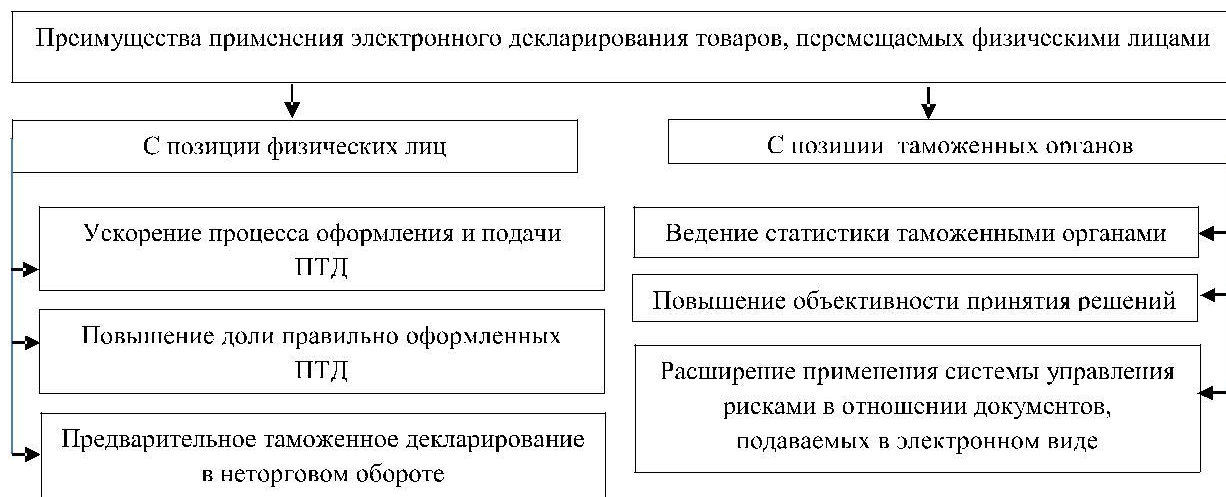 Преимущества применения электронного декларирования товаров, перемещаемых физическими лицами
С позиции физических лиц
С позиции таможенных органов
Ускорение процесса оформления и подачи
ПТД
Повышение доли правильно оформленных
ПТД
Предварительное таможенное декларирование
в неторговом обороте
Ведение статистики таможенными органами
Повышение объективности принятия решений
Расширение применения системы управления
рисками в отношении документов,
подаваемых в электронном виде